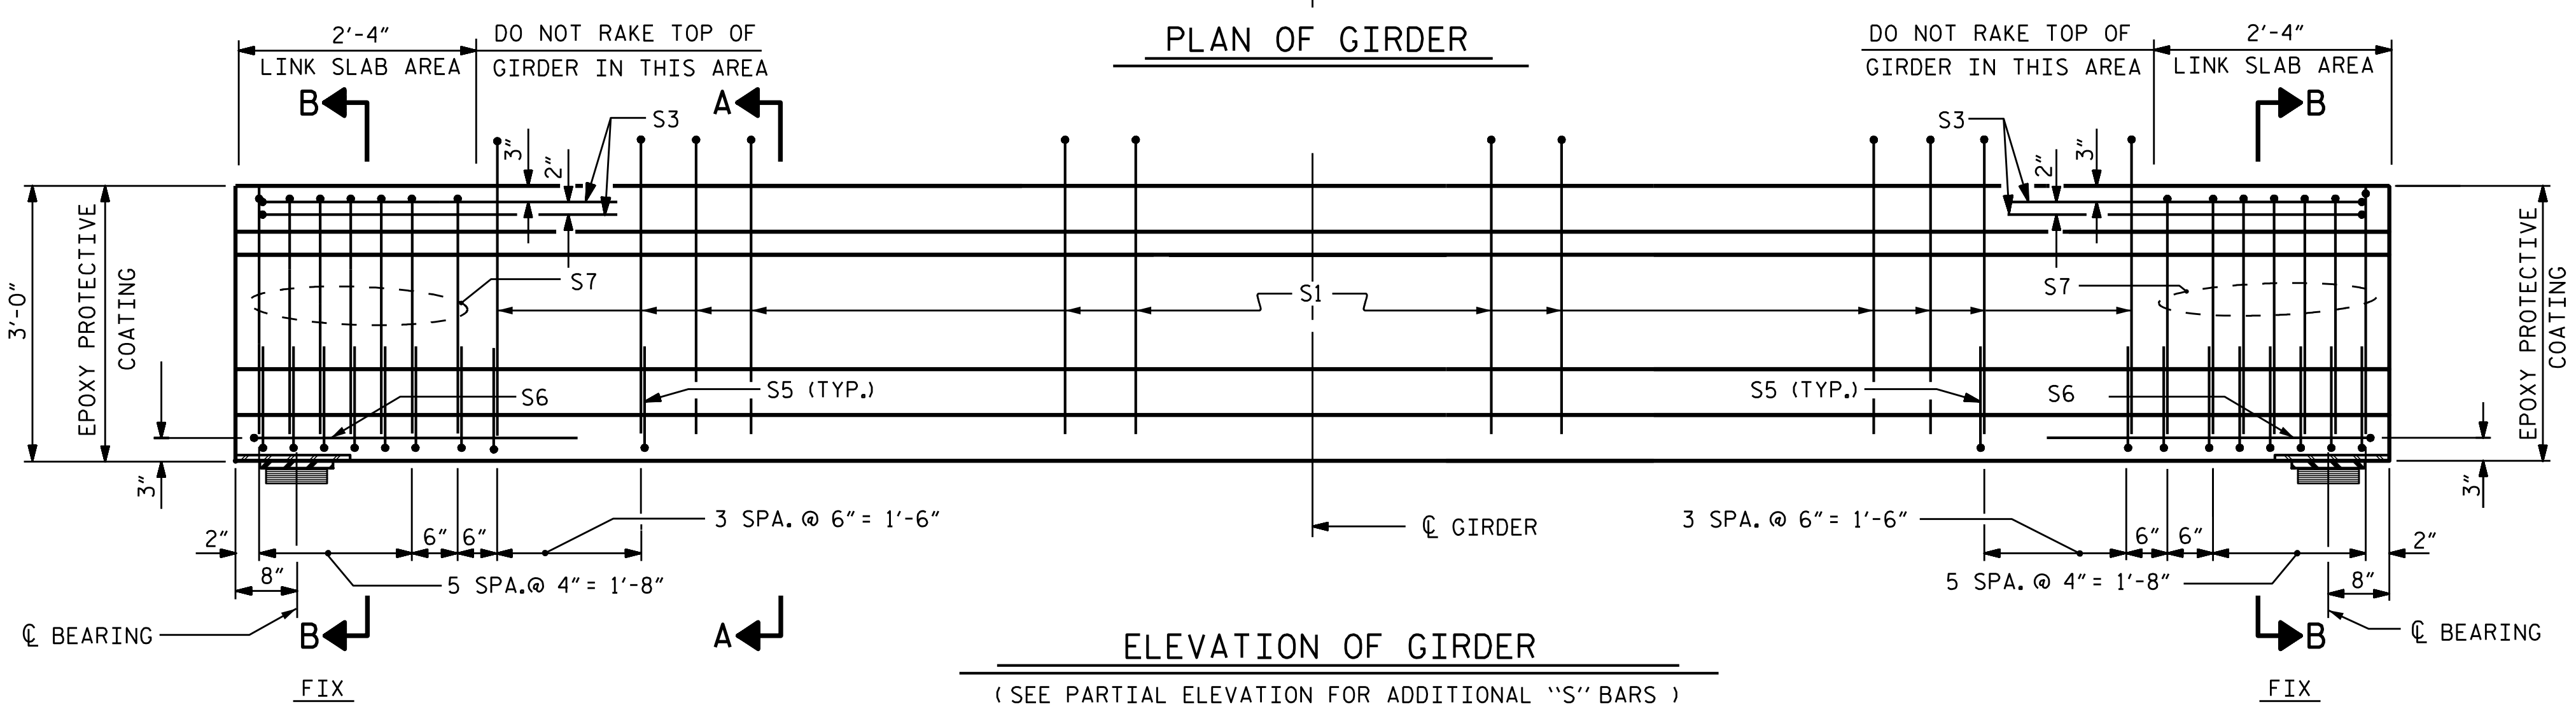 PLAN OF GIRDER
2'-4"
LINK SLAB AREA
DO NOT RAKE TOP OF
GIRDER IN THIS AREA
DO NOT RAKE TOP OF
GIRDER IN THIS AREA
2'-4"
LINK SLAB AREA
B
A
B
S3
3"
2"
S3
2"
3"
3'-0"
EPOXY PROTECTIVE
COATING
S7
S1
S7
EPOXY PROTECTIVE
COATING
S6
S5 (TYP.)
S5 (TYP.)
S6
3"
3"
3 SPA. @ 6"= 1'-6"
℄ GIRDER
3 SPA. @ 6"= 1'-6"
2"
6"
6"
6"
6"
2"
8"
5 SPA.@ 4"= 1'-8"
5 SPA. @ 4"= 1'-8"
8"
℄ BEARING
B
A
ELEVATION OF GIRDER
B
℄ BEARING
FIX
(SEE PARTIAL ELEVATION FOR ADDITIONAL "S" BARS )
FIX